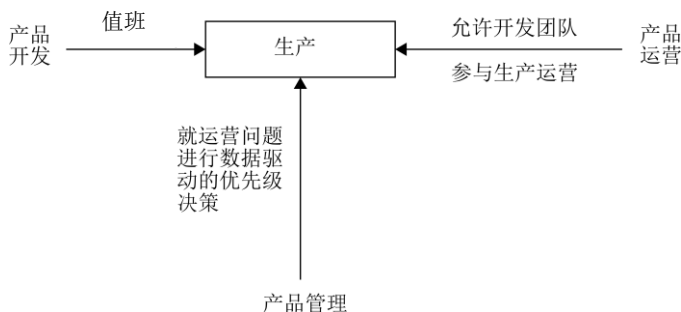 产品
开发
值班
生产
允许开发团队
参与生产运营
产品
运营
就运营问题
进行数据驱
动的优先级
决策
产品管理